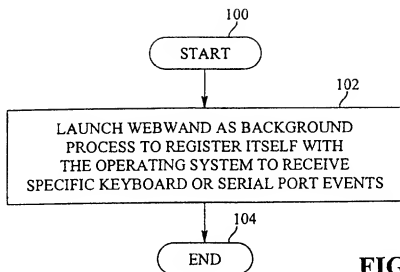 100
START
102
LAUNCH WEBWAND AS BACKGROUND
PROCESS TO REGISTER ITSELF WITH
THE OPERATING SYSTEM TO RECEIVE
SPECIFIC KEYBOARD OR SERIAL PORT EVENTS
104
END
FIG